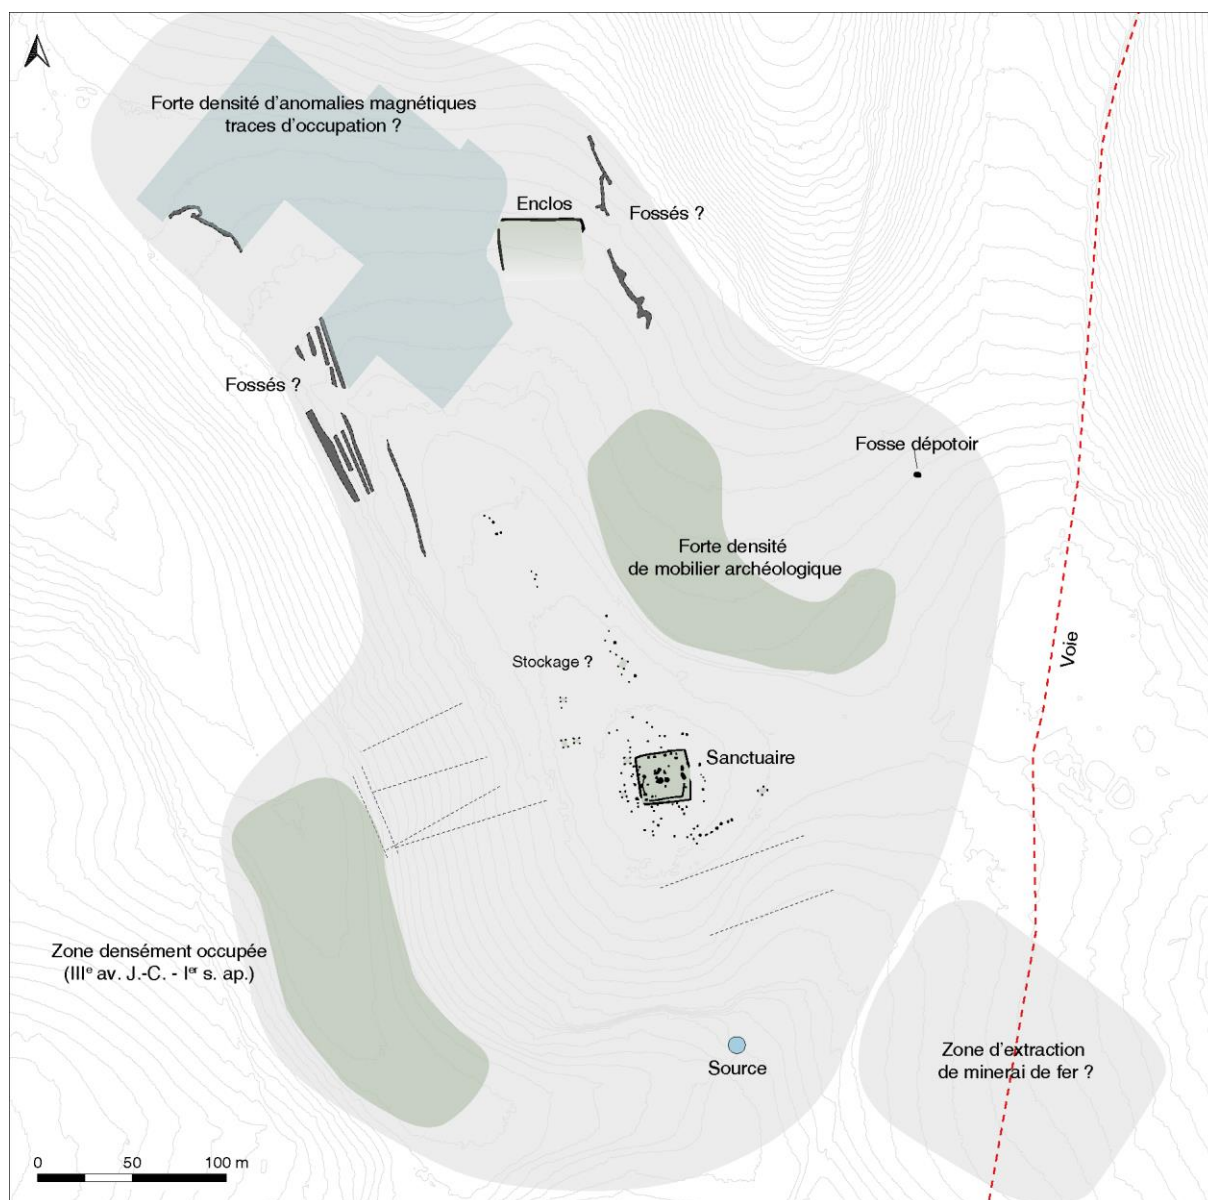 Forte densité d'anomalies magnétiques
traces d'occupation ?
Enclos
Fossés ?
Fossés ?
Fosse dépotoir
Forte densité
de mobilier archéologique
Voie
Stockage ?
Sanctuaire
Zone densément occupée
(IIIᵉ av. J.-C. - Iᵉʳ s. ap.)
Zone d'extraction
de minerai de fer ?
Source
0 50 100 m